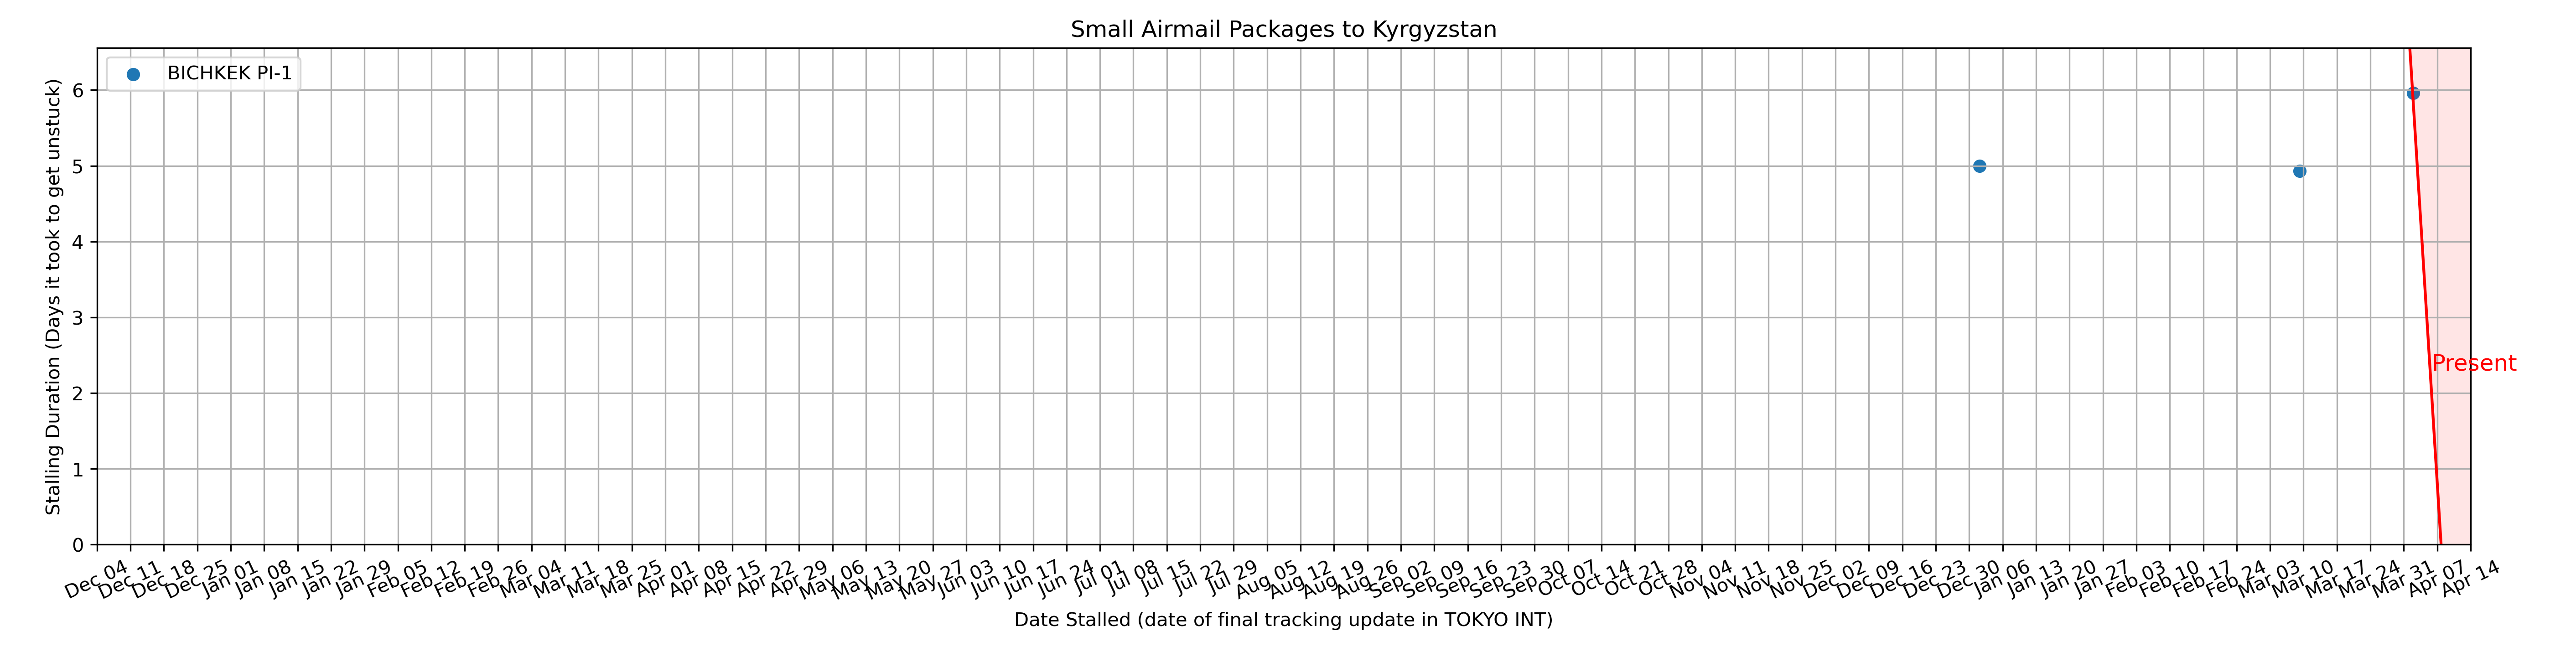 Small Airmail Packages to Kyrgyzstan
BICHKEK PI-1
Stalling Duration (Days it took to get unstuck)
6
5
4
3
2
1
0
Present
Dec 04 Dec 11 Dec 18 Dec 25 Jan 01 Jan 08 Jan 15 Jan 22 Jan 29 Feb 05 Feb 12 Feb 19 Feb 26 Mar 04 Mar 11 Mar 18 Mar 25 Apr 01 Apr 08 Apr 15 Apr 22 Apr 29 May 06 May 13 May 20 May 27 Jun 03 Jun 10 Jun 17 Jun 24 Jul 01 Jul 08 Jul 15 Jul 22 Jul 29 Aug 05 Aug 12 Aug 19 Aug 26 Sep 02 Sep 09 Sep 16 Sep 23 Sep 30 Oct 07 Oct 14 Oct 21 Oct 28 Nov 04 Nov 11 Nov 18 Nov 25 Dec 02 Dec 09 Dec 16 Dec 23 Dec 30 Jan 06 Jan 13 Jan 20 Jan 27 Feb 03 Feb 10 Feb 17 Feb 24 Mar 03 Mar 10 Mar 17 Mar 24 Mar 31 Apr 07 Apr 14
Date Stalled (date of final tracking update in TOKYO INT)